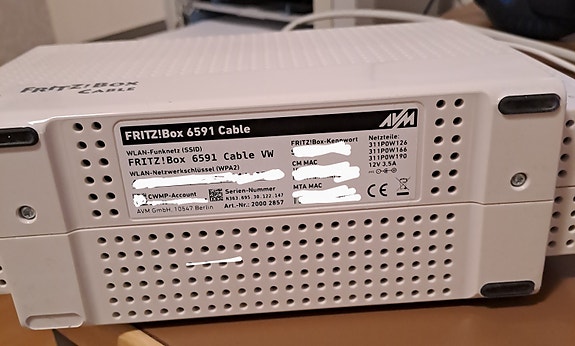 FRITZ!Box
CABLE
FRITZ!Box 6591 Cable
AVM
WLAN-Funknetz (SSID)
FRITZ!Box 6591 Cable VW
WLAN-Netzwerkschlüssel (WPA2)
CWMP-Account
Serien-Nummer
AVM GmbH, 10547 Berlin
Art.-Nr.: 2000 2857
FRITZ!Box-Kennwort
CM MAC
MTA MAC
Netzteile:
311P0W126
311P0W166
311P0W190
12V 3,5A
CE